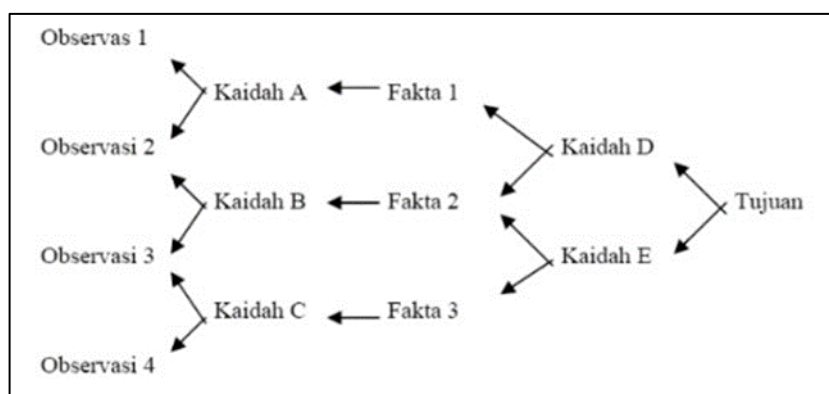 Observas 1
Kaidah A
Fakta 1
Observasi 2
Kaidah D
Kaidah B
Fakta 2
Tujuan
Observasi 3
Kaidah E
Kaidah C
Fakta 3
Observasi 4